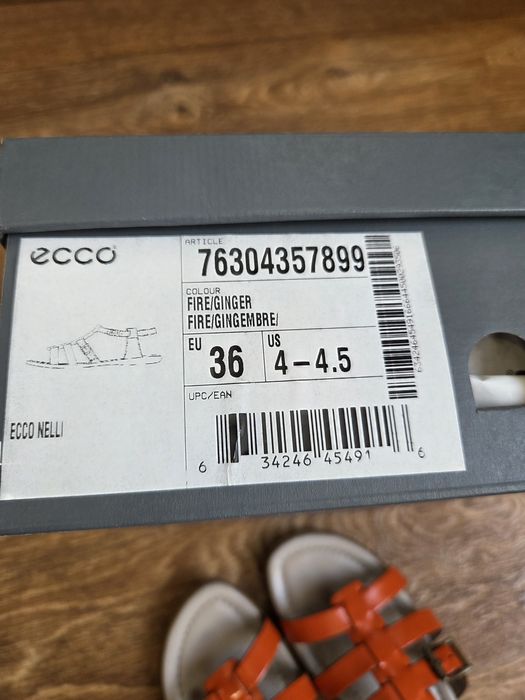 ecco
ARTICLE
76304357899
COLOUR
FIRE/GINGER
FIRE/GINGEMBRE/
EU 36 US 4-4.5
UPC/EAN
ECCO NELLI
6 34246 45491 6